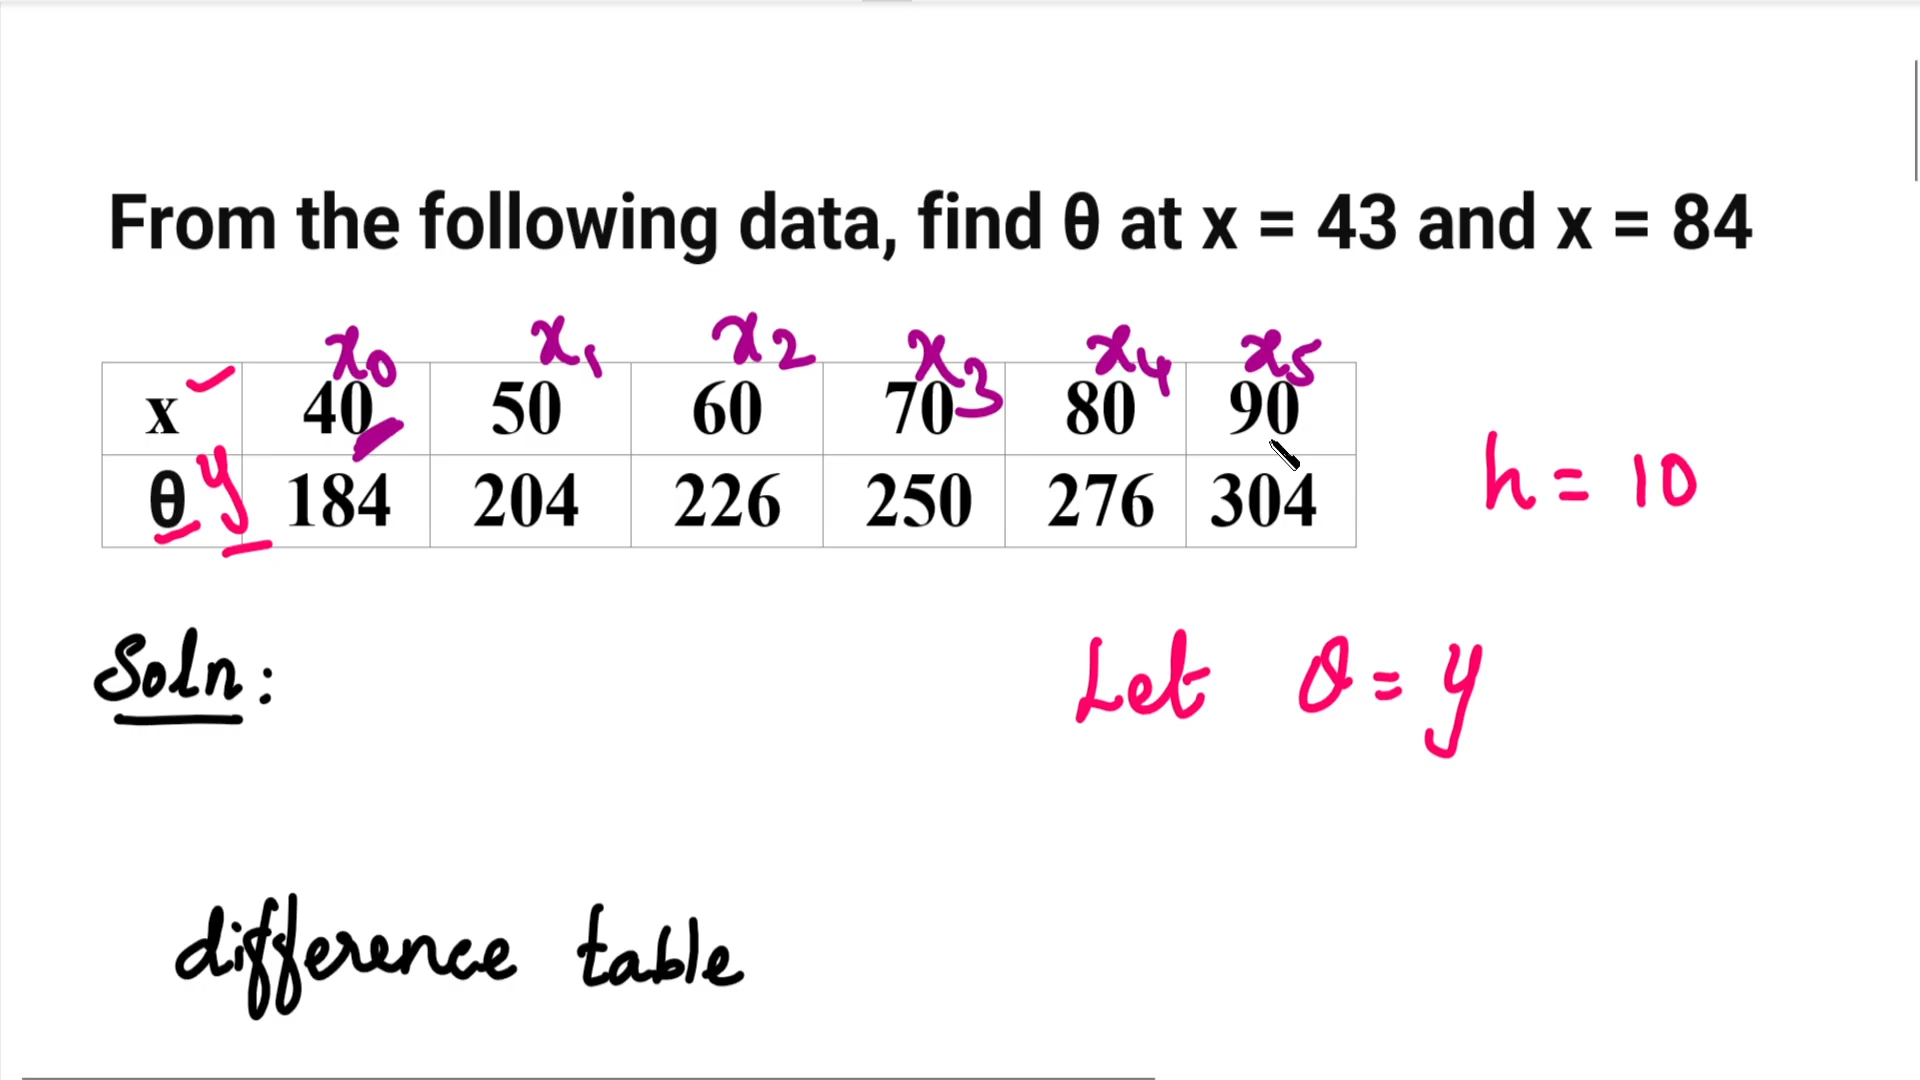 From the following data, find θ at x = 43 and x = 84
x₀ x₁ x₂ x₃ x₄ x₅
x 40 50 60 70 80 90
θ y 184 204 226 250 276 304
h = 10
Soln:
Let θ = y
difference table